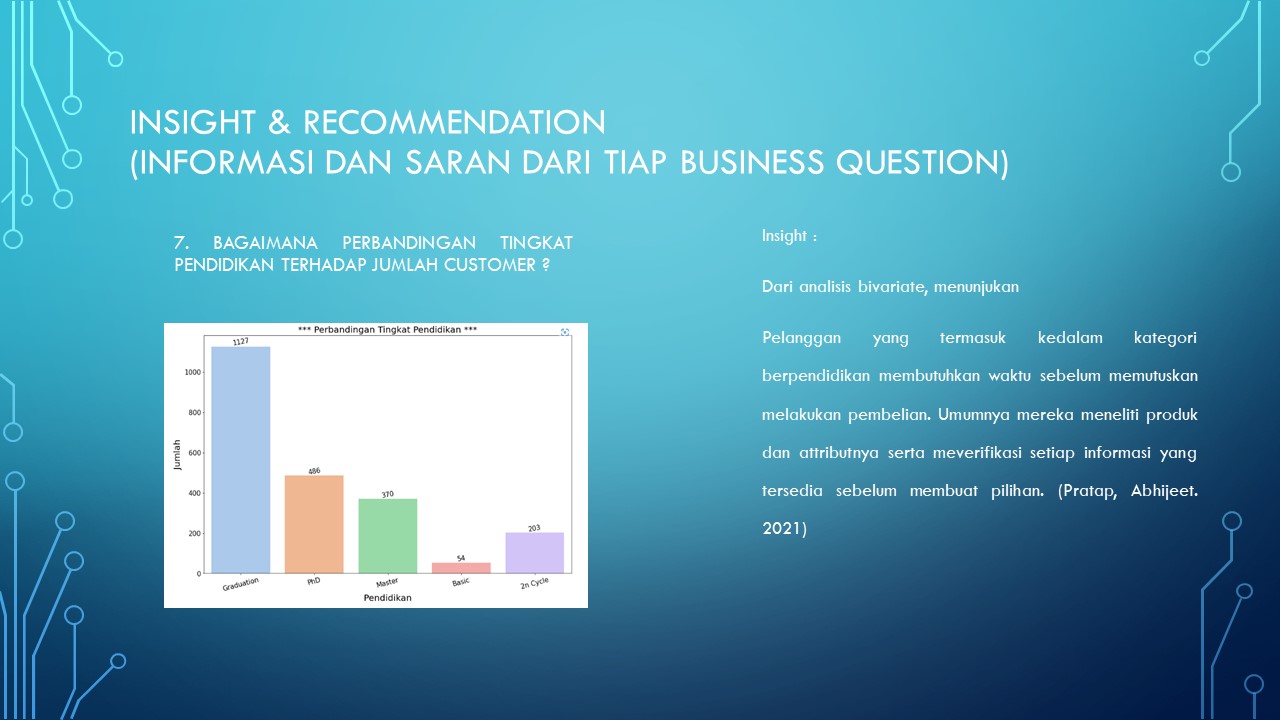 INSIGHT & RECOMMENDATION
(INFORMASI DAN SARAN DARI TIAP BUSINESS QUESTION)
7. BAGAIMANA PERBANDINGAN TINGKAT
PENDIDIKAN TERHADAP JUMLAH CUSTOMER ?
*** Perbandingan Tingkat Pendidikan ***
Jumlah
1000
800
600
400
200
0
1127
486
370
54
203
Graduation
PhD
Master
Basic
2n Cycle
Pendidikan
Insight :
Dari analisis bivariate, menunjukan
Pelanggan yang termasuk kedalam kategori
berpendidikan membutuhkan waktu sebelum memutuskan
melakukan pembelian. Umumnya mereka meneliti produk
dan attributnya serta meverifikasi setiap informasi yang
tersedia sebelum membuat pilihan. (Pratap, Abhijeet.
2021)